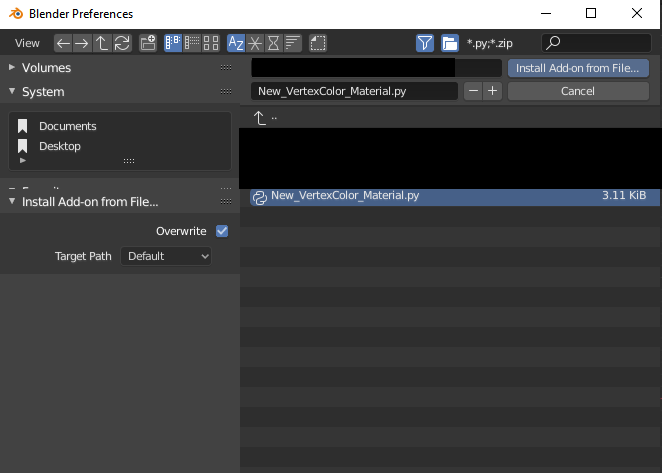 Blender Preferences
View
*.py;*.zip
Volumes
System
Documents
Desktop
Install Add-on from File...
Overwrite
Target Path Default
Install Add-on from File...
New_VertexColor_Material.py
Cancel
..
New_VertexColor_Material.py 3.11 KiB